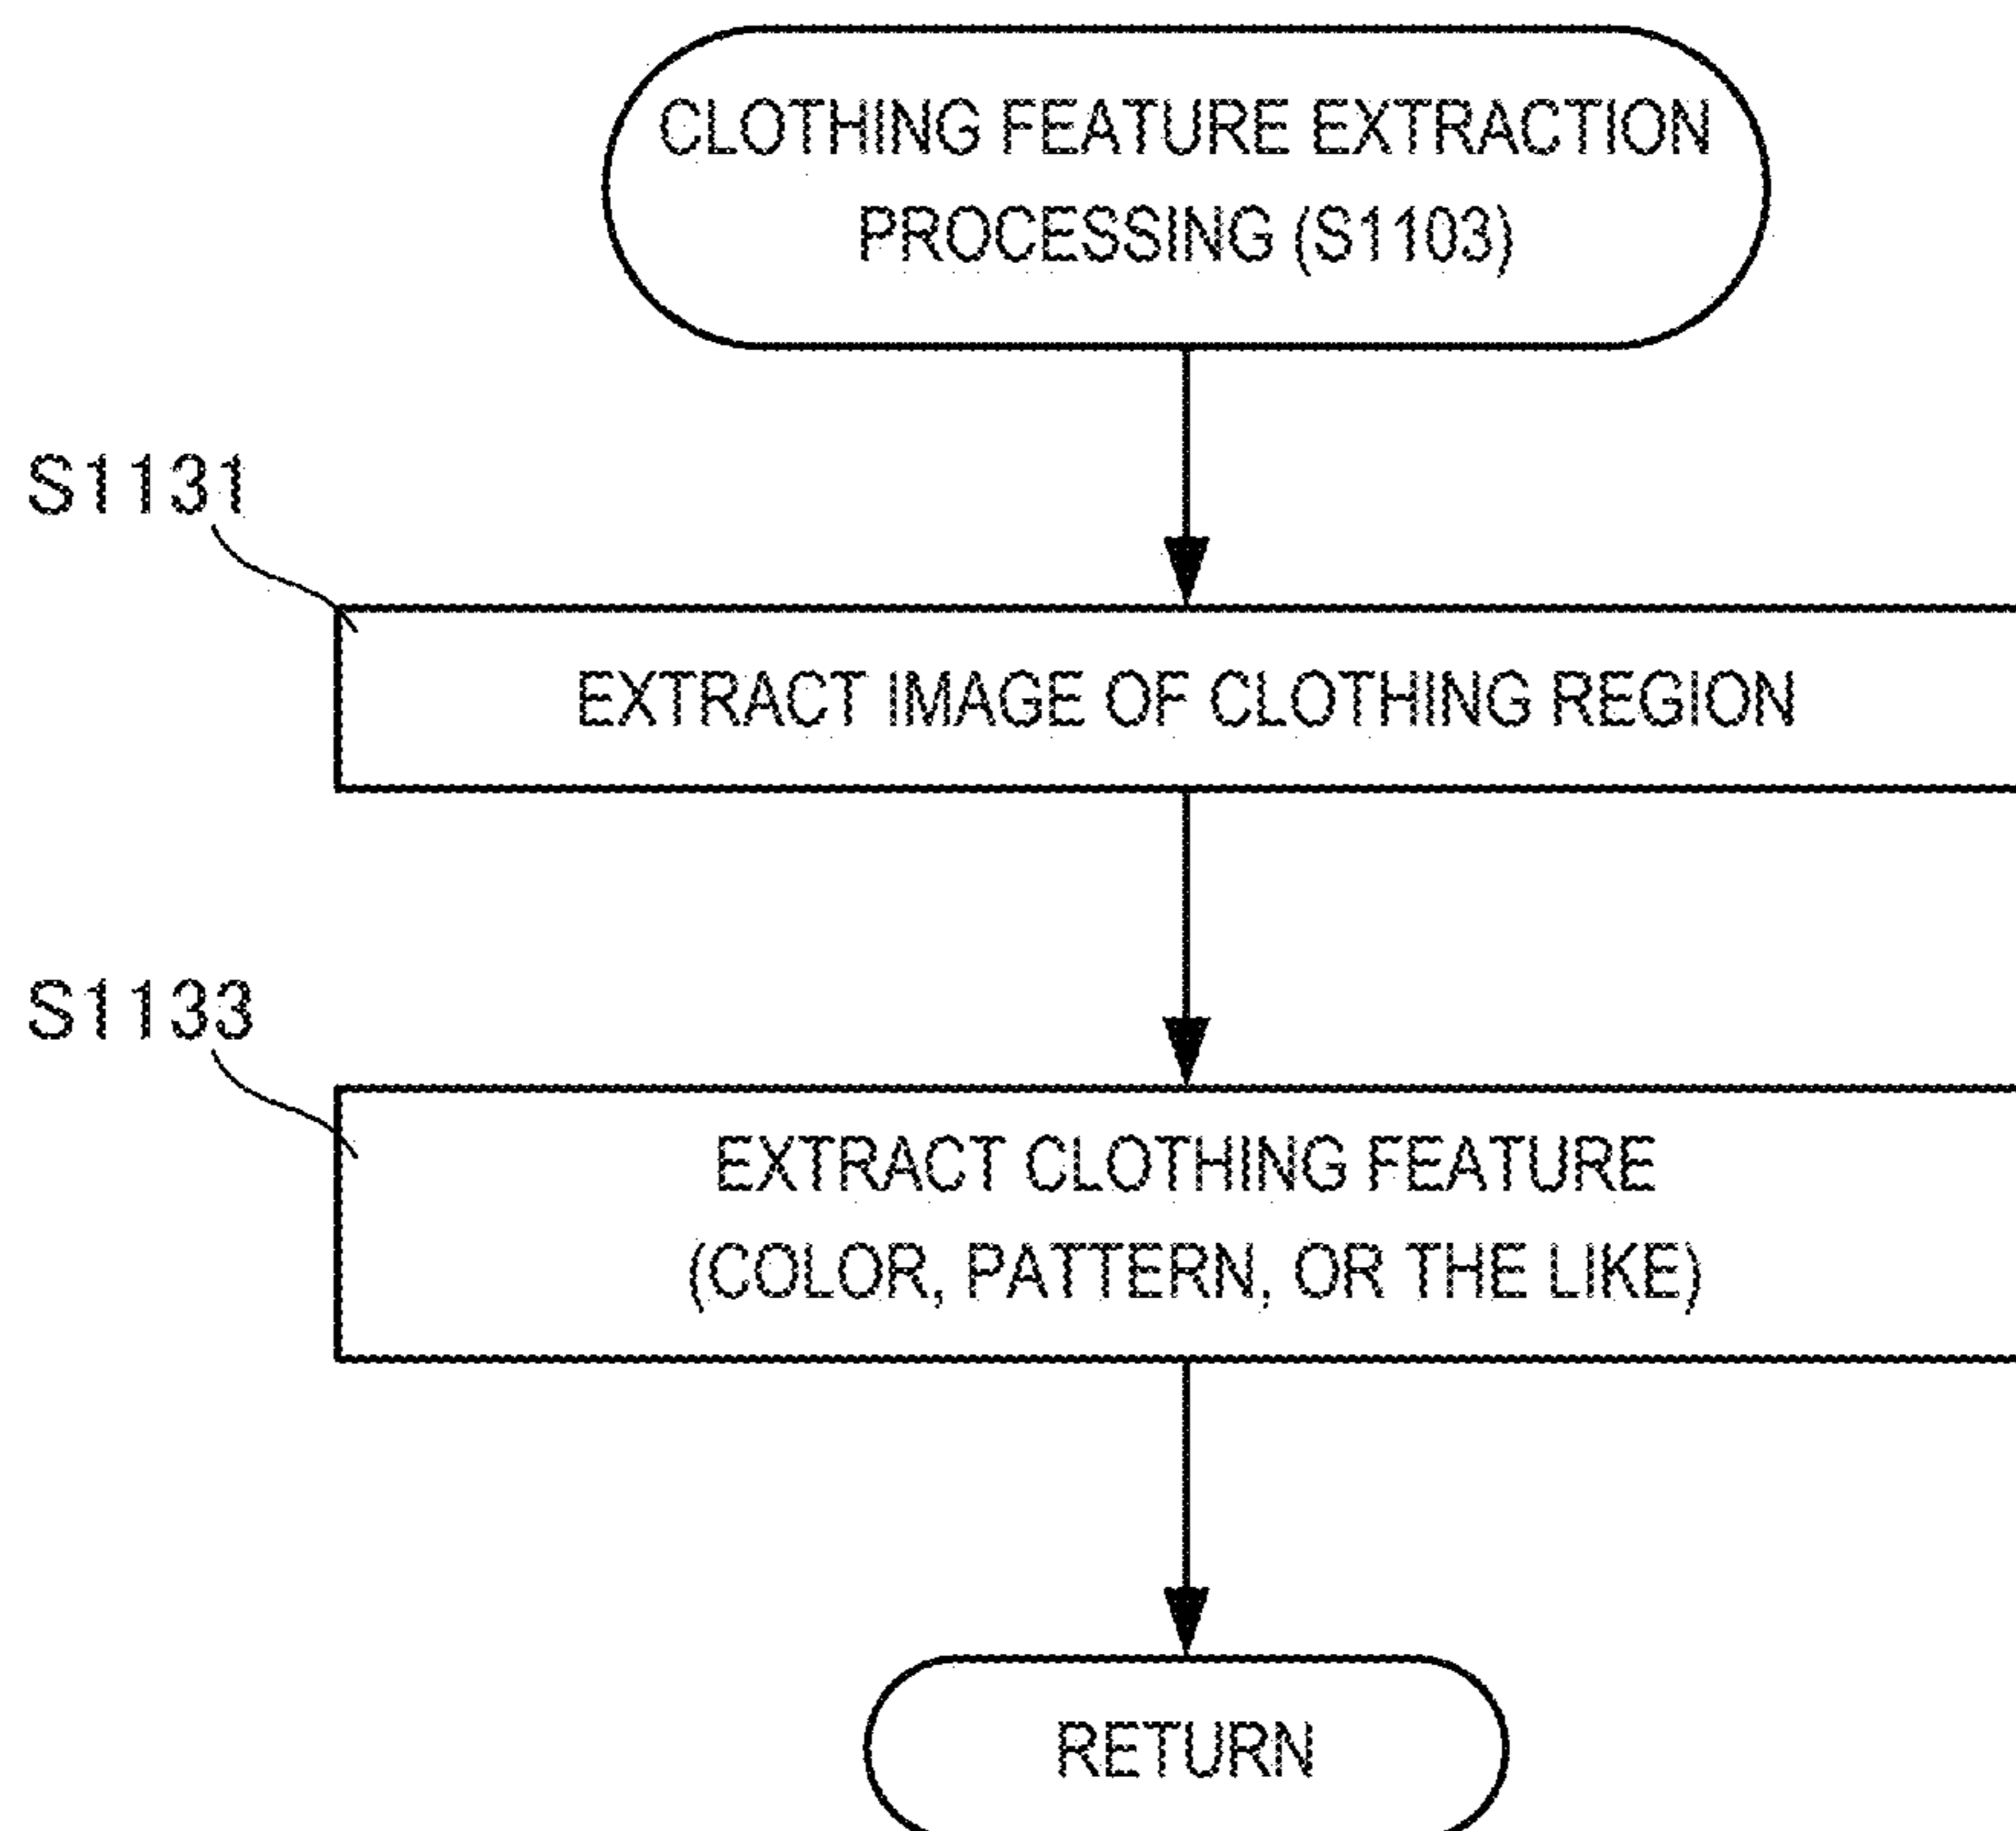 CLOTHING FEATURE EXTRACTION
PROCESSING (S1103)
S1131
EXTRACT IMAGE OF CLOTHING REGION
S1133
EXTRACT CLOTHING FEATURE
(COLOR, PATTERN, OR THE LIKE)
RETURN